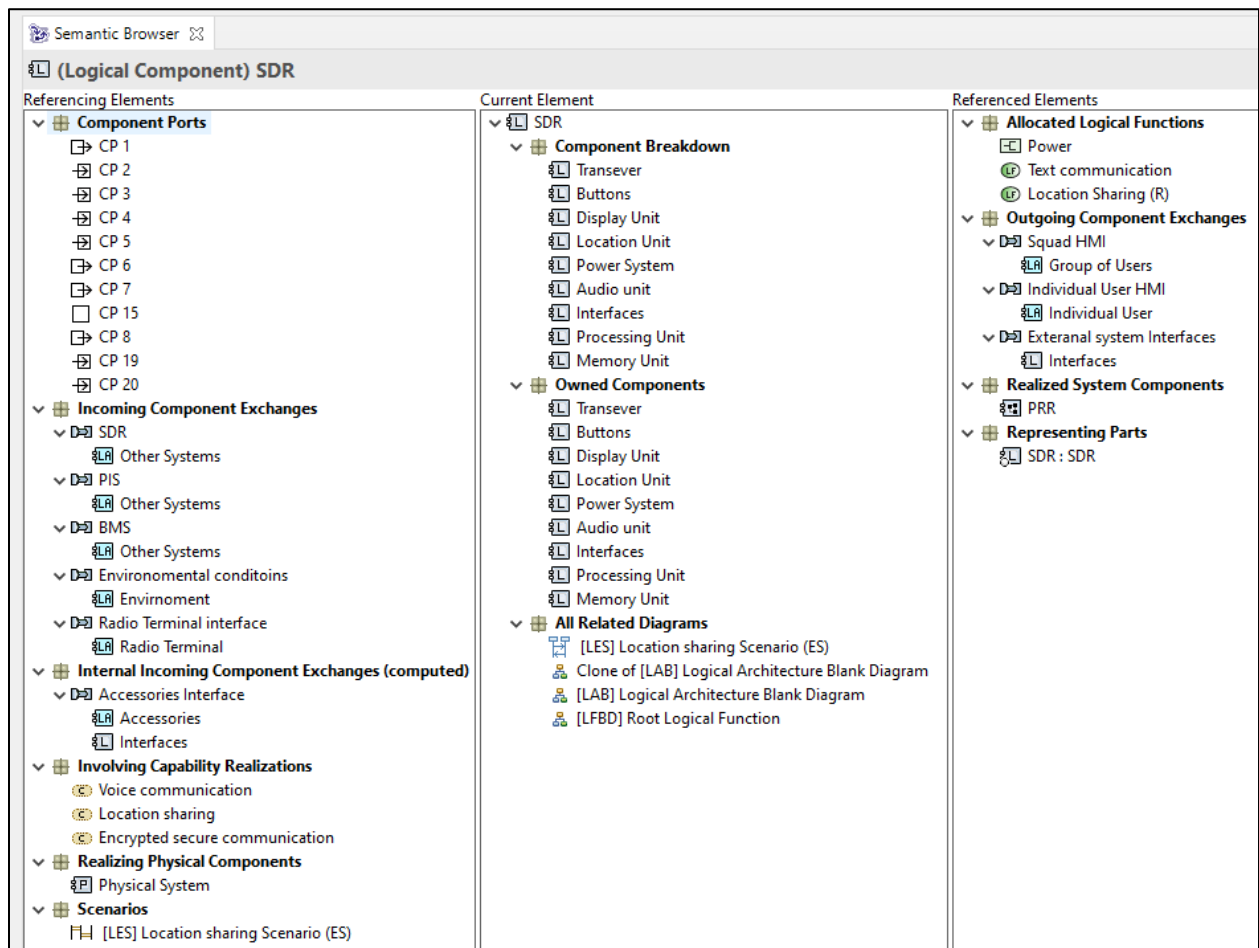 Semantic Browser
(Logical Component) SDR
Referencing Elements
Component Ports
CP 1
CP 2
CP 3
CP 4
CP 5
CP 6
CP 7
CP 15
CP 8
CP 19
CP 20
Incoming Component Exchanges
SDR
Other Systems
PIS
Other Systems
BMS
Other Systems
Environomental conditoins
Envirnoment
Radio Terminal interface
Radio Terminal
Internal Incoming Component Exchanges (computed)
Accessories Interface
Accessories
Interfaces
Involving Capability Realizations
Voice communication
Location sharing
Encrypted secure communication
Realizing Physical Components
Physical System
Scenarios
[LES] Location sharing Scenario (ES)
Current Element
SDR
Component Breakdown
Transever
Buttons
Display Unit
Location Unit
Power System
Audio unit
Interfaces
Processing Unit
Memory Unit
Owned Components
Transever
Buttons
Display Unit
Location Unit
Power System
Audio unit
Interfaces
Processing Unit
Memory Unit
All Related Diagrams
[LES] Location sharing Scenario (ES)
Clone of [LAB] Logical Architecture Blank Diagram
[LAB] Logical Architecture Blank Diagram
[LFBD] Root Logical Function
Referenced Elements
Allocated Logical Functions
Power
Text communication
Location Sharing (R)
Outgoing Component Exchanges
Squad HMI
Group of Users
Individual User HMI
Individual User
Exteranal system Interfaces
Interfaces
Realized System Components
PRR
Representing Parts
SDR : SDR